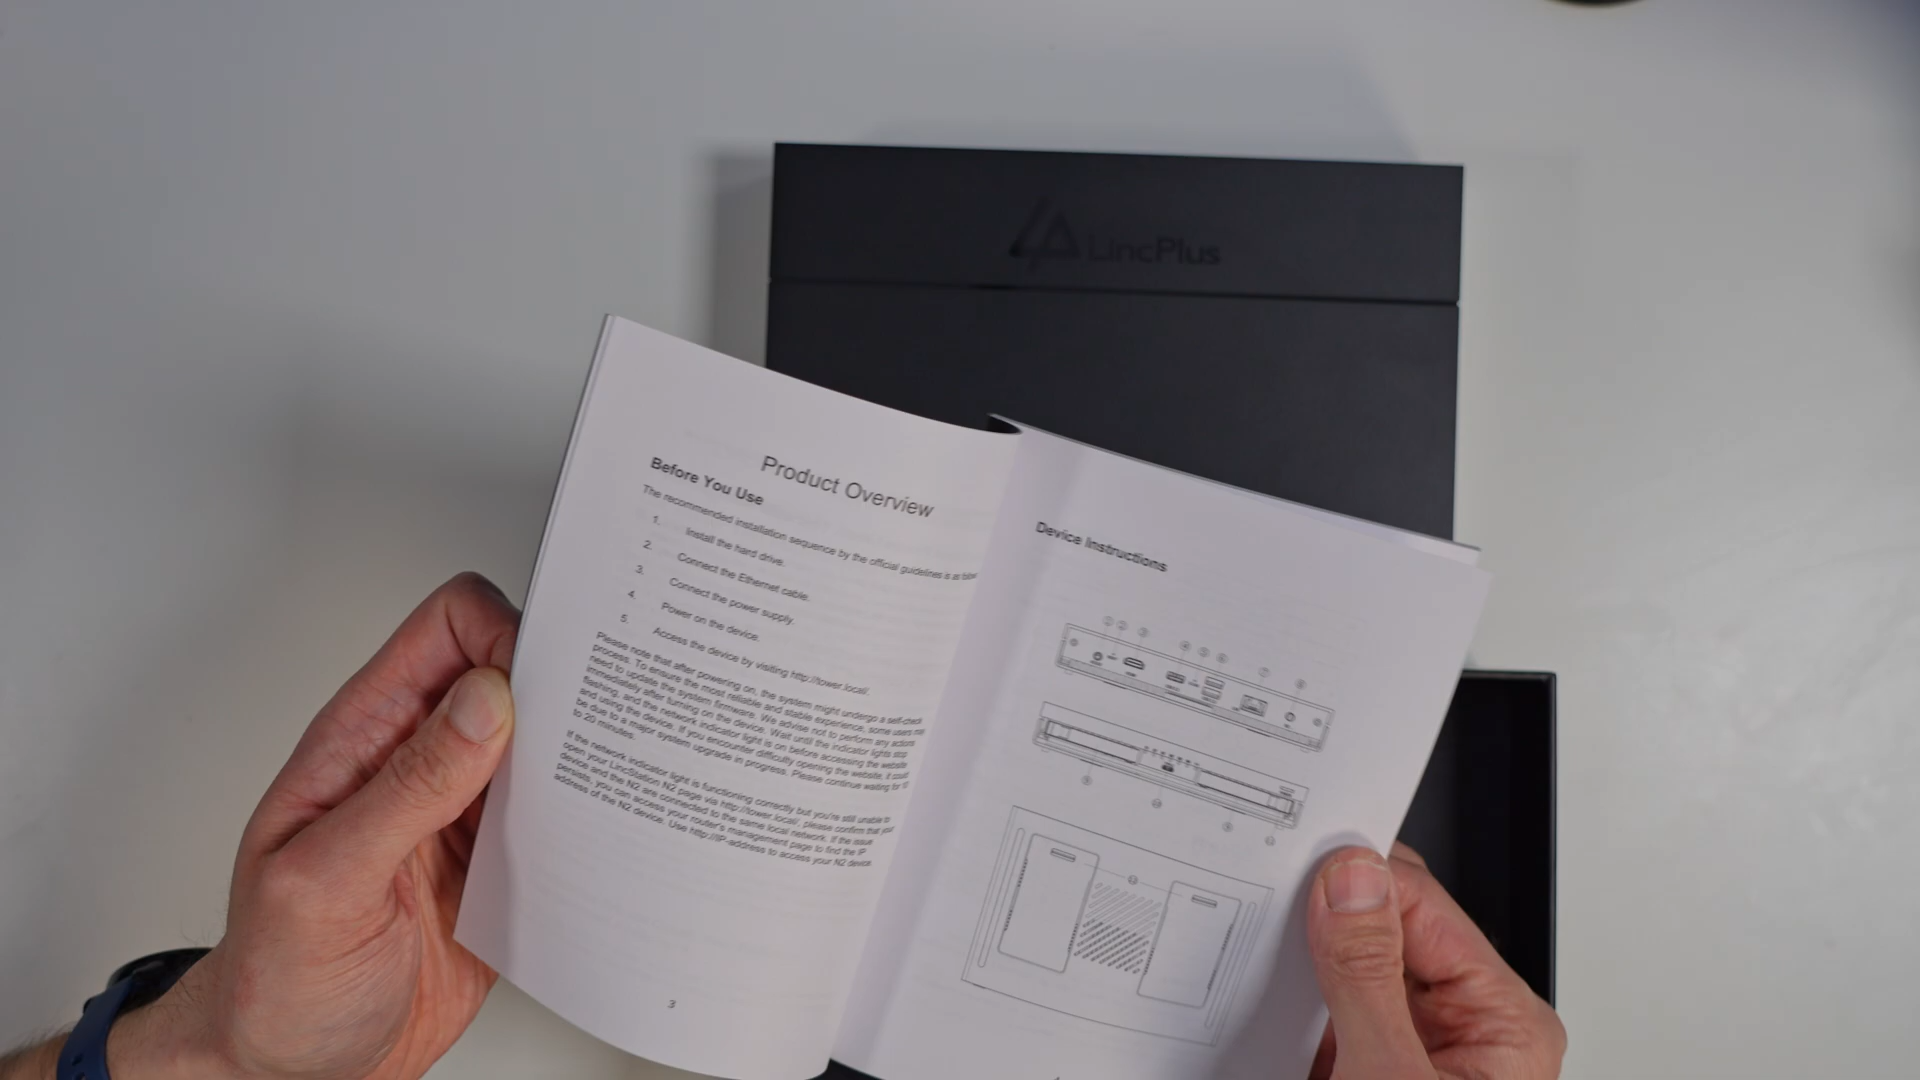 LincPlus
Product Overview
Before You Use
The recommended installation sequence by the official guidelines is as
1. Install the hard drive.
2. Connect the Ethernet cable.
3. Connect the power supply.
4. Power on the device.
5. Access the device by visiting http://tower.local/.
Please note that after powering on, the system might undergo a self-check
process. To ensure the most reliable and stable experience, some users may
need to update the system firmware. We advise not to perform any actions
immediately after turning on the device. Wait until the indicator lights stop
flashing, and the network indicator light is on before accessing the website
and using the device. If you encounter difficulty opening the website, it could
be due to a major system upgrade in progress. Please continue waiting for 10
to 20 minutes.
If the network indicator light is functioning correctly but you're still unable to
open your LincStation N2 page via http://tower.local/, please confirm that your
device and the N2 are connected to the same local network. If the issue
persists, you can access your router's management page to find the IP
address of the N2 device. Use http://IP-address to access your N2 device.
3
Device Instructions